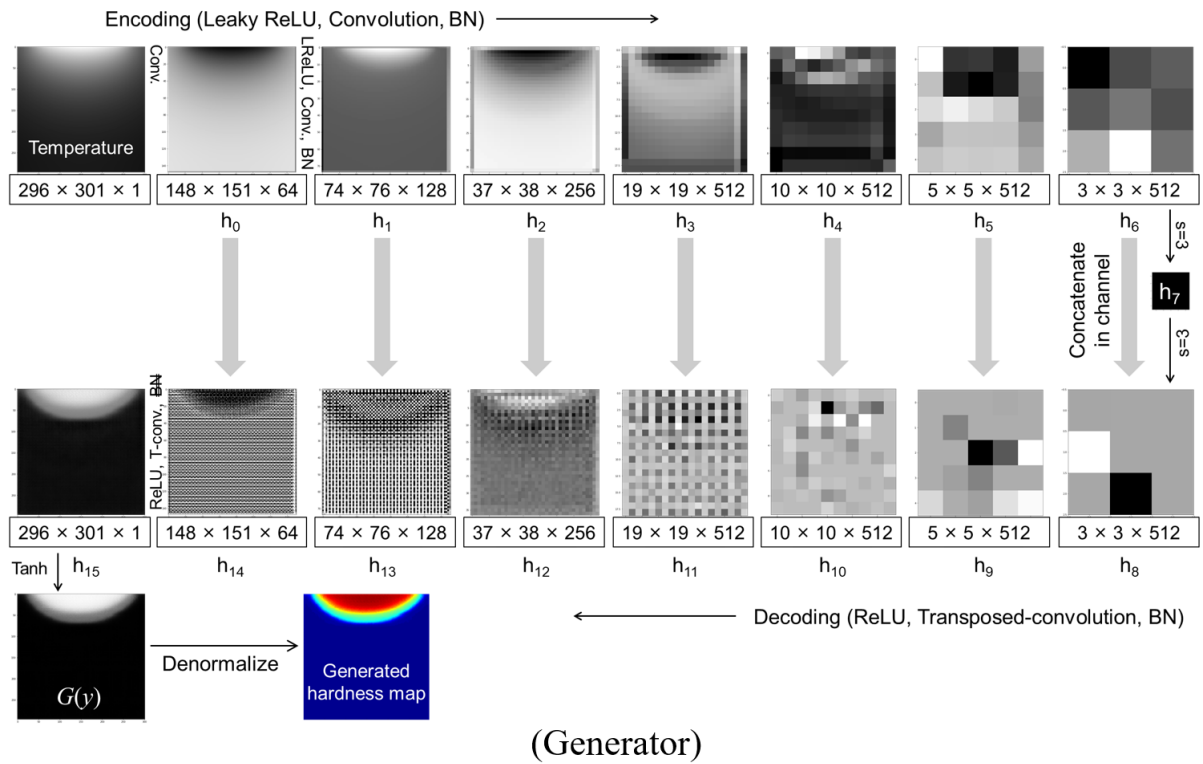 Encoding (Leaky ReLU, Convolution, BN)
Conv.
LReLU, Conv., BN
Temperature
296 × 301 × 1
148 × 151 × 64
74 × 76 × 128
37 × 38 × 256
19 × 19 × 512
10 × 10 × 512
5 × 5 × 512
3 × 3 × 512
h0
h1
h2
h3
h4
h5
h6
s=3
h7
Concatenate
in channel
s=3
ReLU, T-conv., BN
296 × 301 × 1
148 × 151 × 64
74 × 76 × 128
37 × 38 × 256
19 × 19 × 512
10 × 10 × 512
5 × 5 × 512
3 × 3 × 512
Tanh
h15
h14
h13
h12
h11
h10
h9
h8
Decoding (ReLU, Transposed-convolution, BN)
Denormalize
G(y)
Generated
hardness map
(Generator)